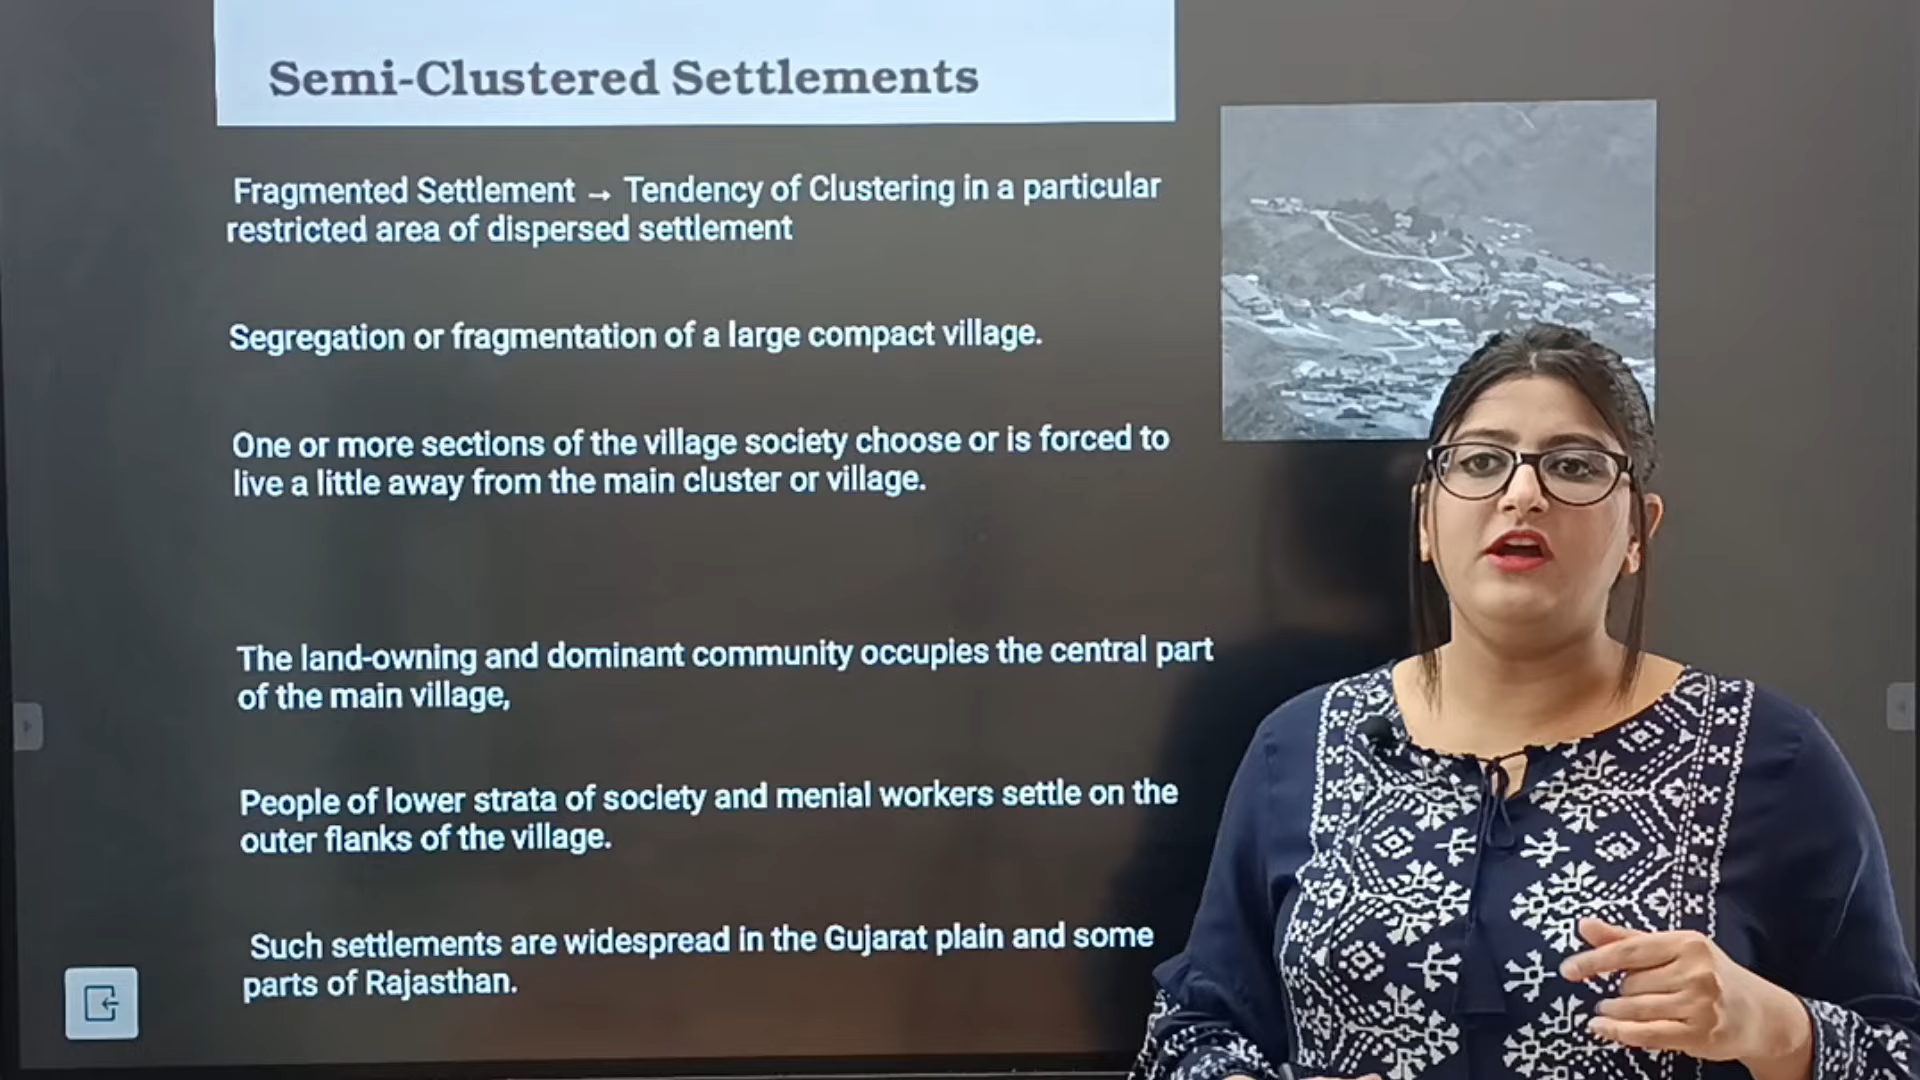 Semi-Clustered Settlements
Fragmented Settlement → Tendency of Clustering in a particular
restricted area of dispersed settlement
Segregation or fragmentation of a large compact village.
One or more sections of the village society choose or is forced to
live a little away from the main cluster or village.
The land-owning and dominant community occupies the central part
of the main village,
People of lower strata of society and menial workers settle on the
outer flanks of the village.
Such settlements are widespread in the Gujarat plain and some
parts of Rajasthan.